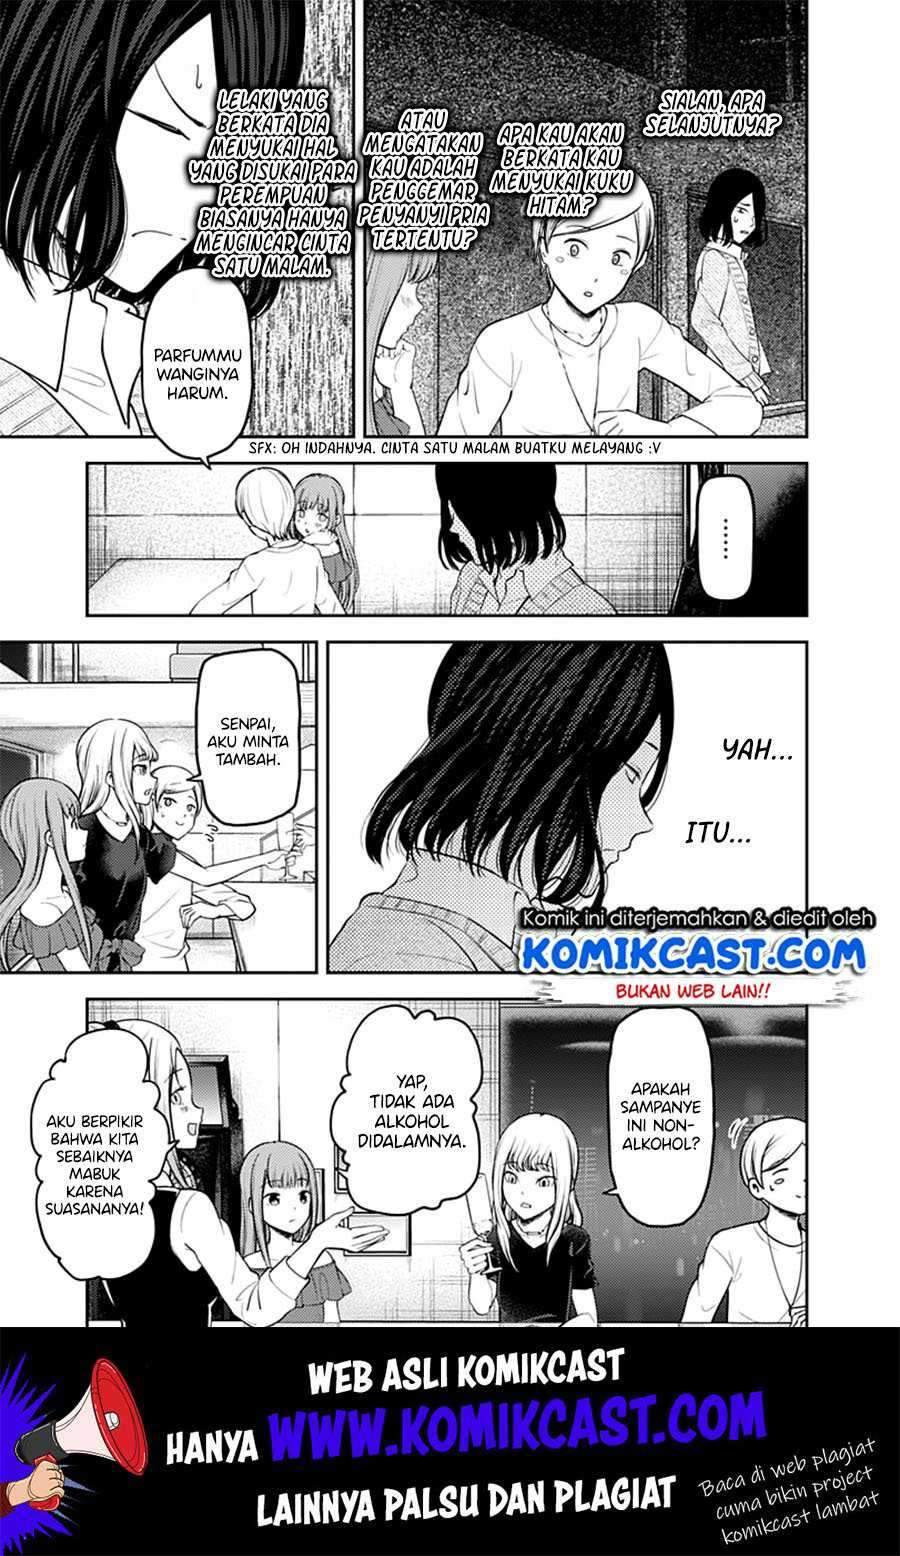 SIALAN, APA
SELANJUTNYA?
APA KAU AKAN
BERKATA KAU
MENYUKAI KUKU
HITAM?
ATAU
MENGATAKAN
KAU ADALAH
PENGGEMAR
PENYANYI PRIA
TERTENTU?
LELAKI YANG
BERKATA DIA
MENYUKAI HAL
YANG DISUKAI PARA
PEREMPUAN
BIASANYA HANYA
MENGINCAR CINTA
SATU MALAM.
PARFUMMU
WANGINYA
HARUM.
SFX: OH INDAHNYA. CINTA SATU MALAM BUATKU MELAYANG :V
........
YAH...
ITU...
SENPAI,
AKU MINTA
TAMBAH.
Komik ini diterjemahkan & diedit oleh
KOMIKCAST.COM
BUKAN WEB LAIN!!
APAKAH
SAMPANYE
INI NON-
ALKOHOL?
YAP,
TIDAK ADA
ALKOHOL
DIDALAMNYA.
AKU BERPIKIR
BAHWA KITA
SEBAIKNYA
MABUK
KARENA
SUASANANYA!
WEB ASLI KOMIKCAST
HANYA WWW.KOMIKCAST.COM
LAINNYA PALSU DAN PLAGIAT
Baca di web plagiat
cuma bikin project
komikcast lambat